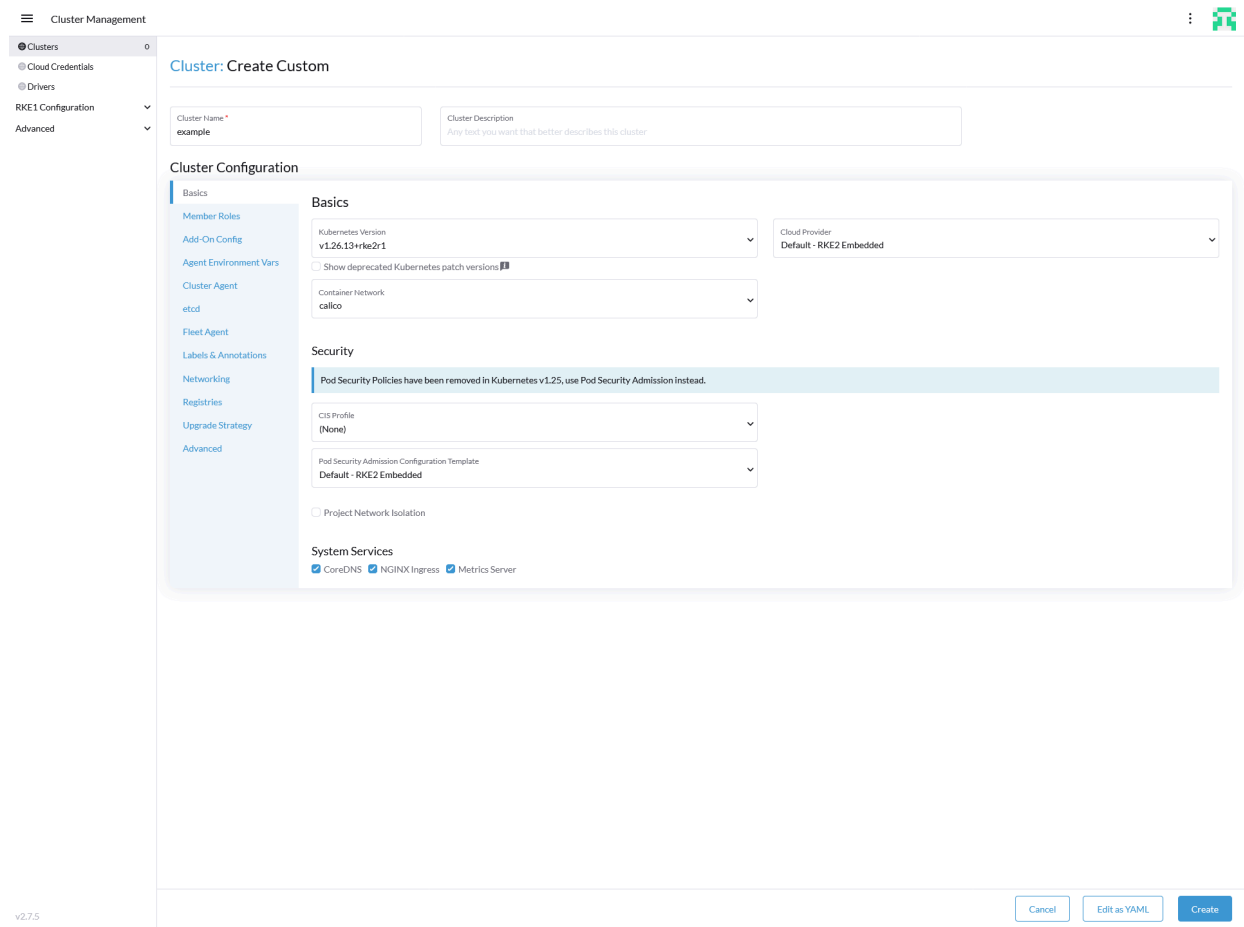 Cluster Management
Clusters 0
Cloud Credentials
Drivers
RKE1 Configuration
Advanced
v2.7.5
Cluster: Create Custom
Cluster Name *
example
Cluster Description
Any text you want that better describes this cluster
Cluster Configuration
Basics
Member Roles
Add-On Config
Agent Environment Vars
Cluster Agent
etcd
Fleet Agent
Labels & Annotations
Networking
Registries
Upgrade Strategy
Advanced
Basics
Kubernetes Version
v1.26.13+rke2r1
Cloud Provider
Default - RKE2 Embedded
Show deprecated Kubernetes patch versions
Container Network
calico
Security
Pod Security Policies have been removed in Kubernetes v1.25, use Pod Security Admission instead.
CIS Profile
(None)
Pod Security Admission Configuration Template
Default - RKE2 Embedded
Project Network Isolation
System Services
CoreDNS NGINX Ingress Metrics Server
Cancel Edit as YAML Create